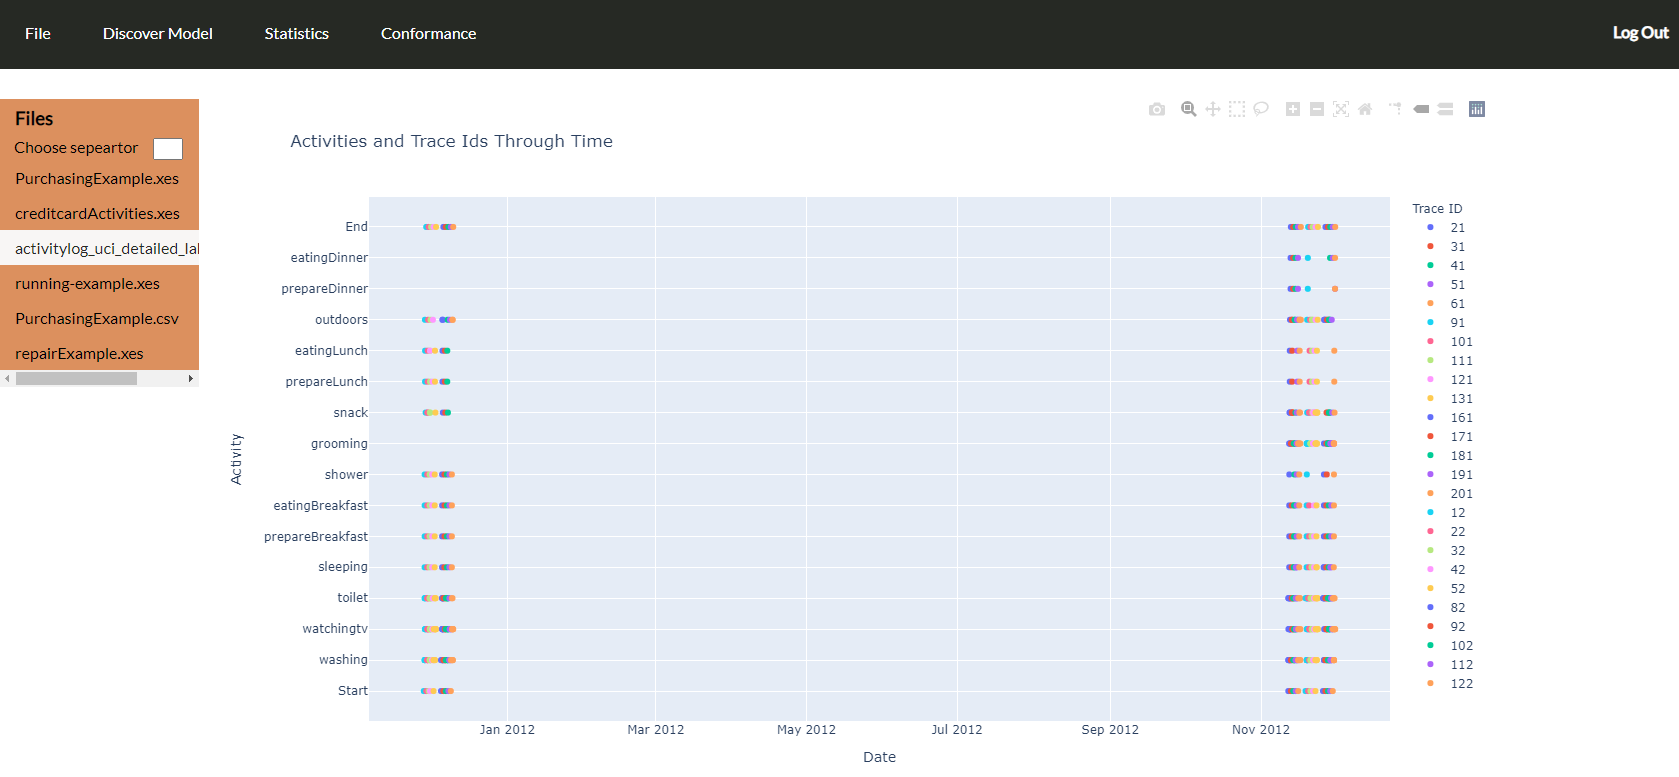 File Discover Model Statistics Conformance Log Out
Files
Choose sepeartor
PurchasingExample.xes
creditcardActivities.xes
activitylog_uci_detailed_lal
running-example.xes
PurchasingExample.csv
repairExample.xes
Activities and Trace Ids Through Time
Activity
End
eatingDinner
prepareDinner
outdoors
eatingLunch
prepareLunch
snack
grooming
shower
eatingBreakfast
prepareBreakfast
sleeping
toilet
watchingtv
washing
Start
Jan 2012 Mar 2012 May 2012 Jul 2012 Sep 2012 Nov 2012
Date
Trace ID
21
31
41
51
61
91
101
111
121
131
161
171
181
191
201
12
22
32
42
52
82
92
102
112
122